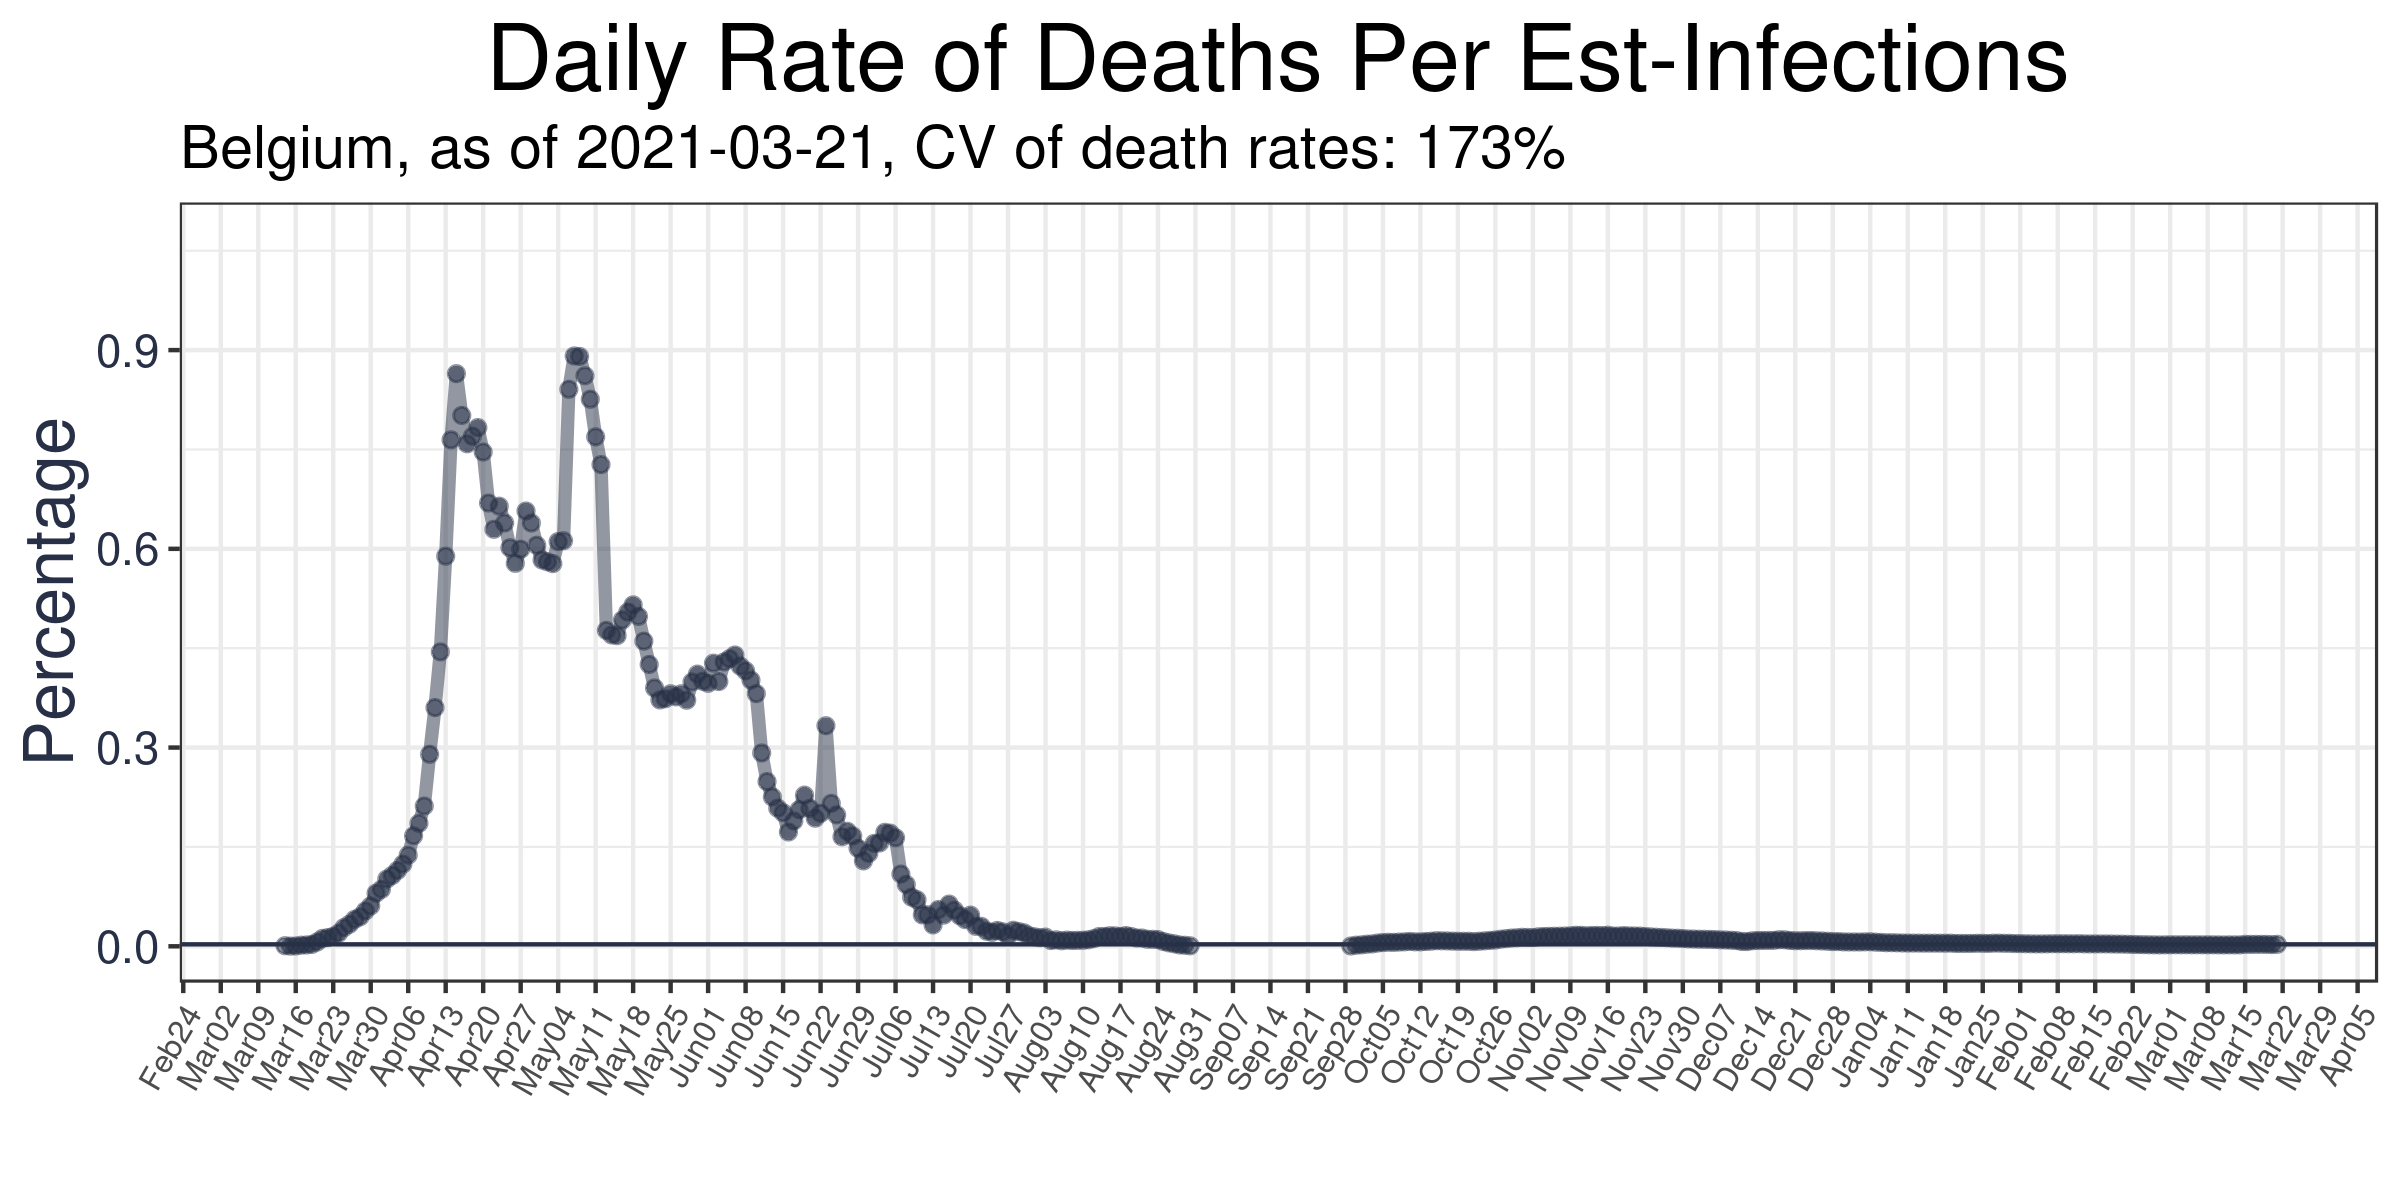 Daily Rate of Deaths Per Est-Infections
Belgium, as of 2021-03-21, CV of death rates: 173%
Percentage
0.9
0.6
0.3
0.0
Feb24
Mar02
Mar09
Mar16
Mar23
Mar30
Apr06
Apr13
Apr20
Apr27
May04
May11
May18
May25
Jun01
Jun08
Jun15
Jun22
Jun29
Jul06
Jul13
Jul20
Jul27
Aug03
Aug10
Aug17
Aug24
Aug31
Sep07
Sep14
Sep21
Sep28
Oct05
Oct12
Oct19
Oct26
Nov02
Nov09
Nov16
Nov23
Nov30
Dec07
Dec14
Dec21
Dec28
Jan04
Jan11
Jan18
Jan25
Feb01
Feb08
Feb15
Feb22
Mar01
Mar08
Mar15
Mar22
Mar29
Apr05